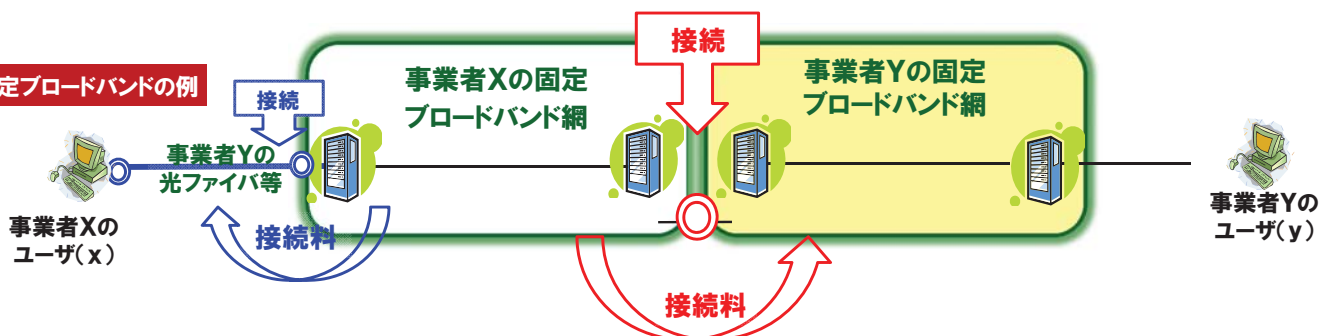 接続
定ブロードバンドの例
接続
事業者Xの固定
ブロードバンド網
事業者Yの固定
ブロードバンド網
事業者Yの
光ファイバ等
事業者Xの
ユーザ(x)
接続料
事業者Yの
ユーザ(y)
接続料